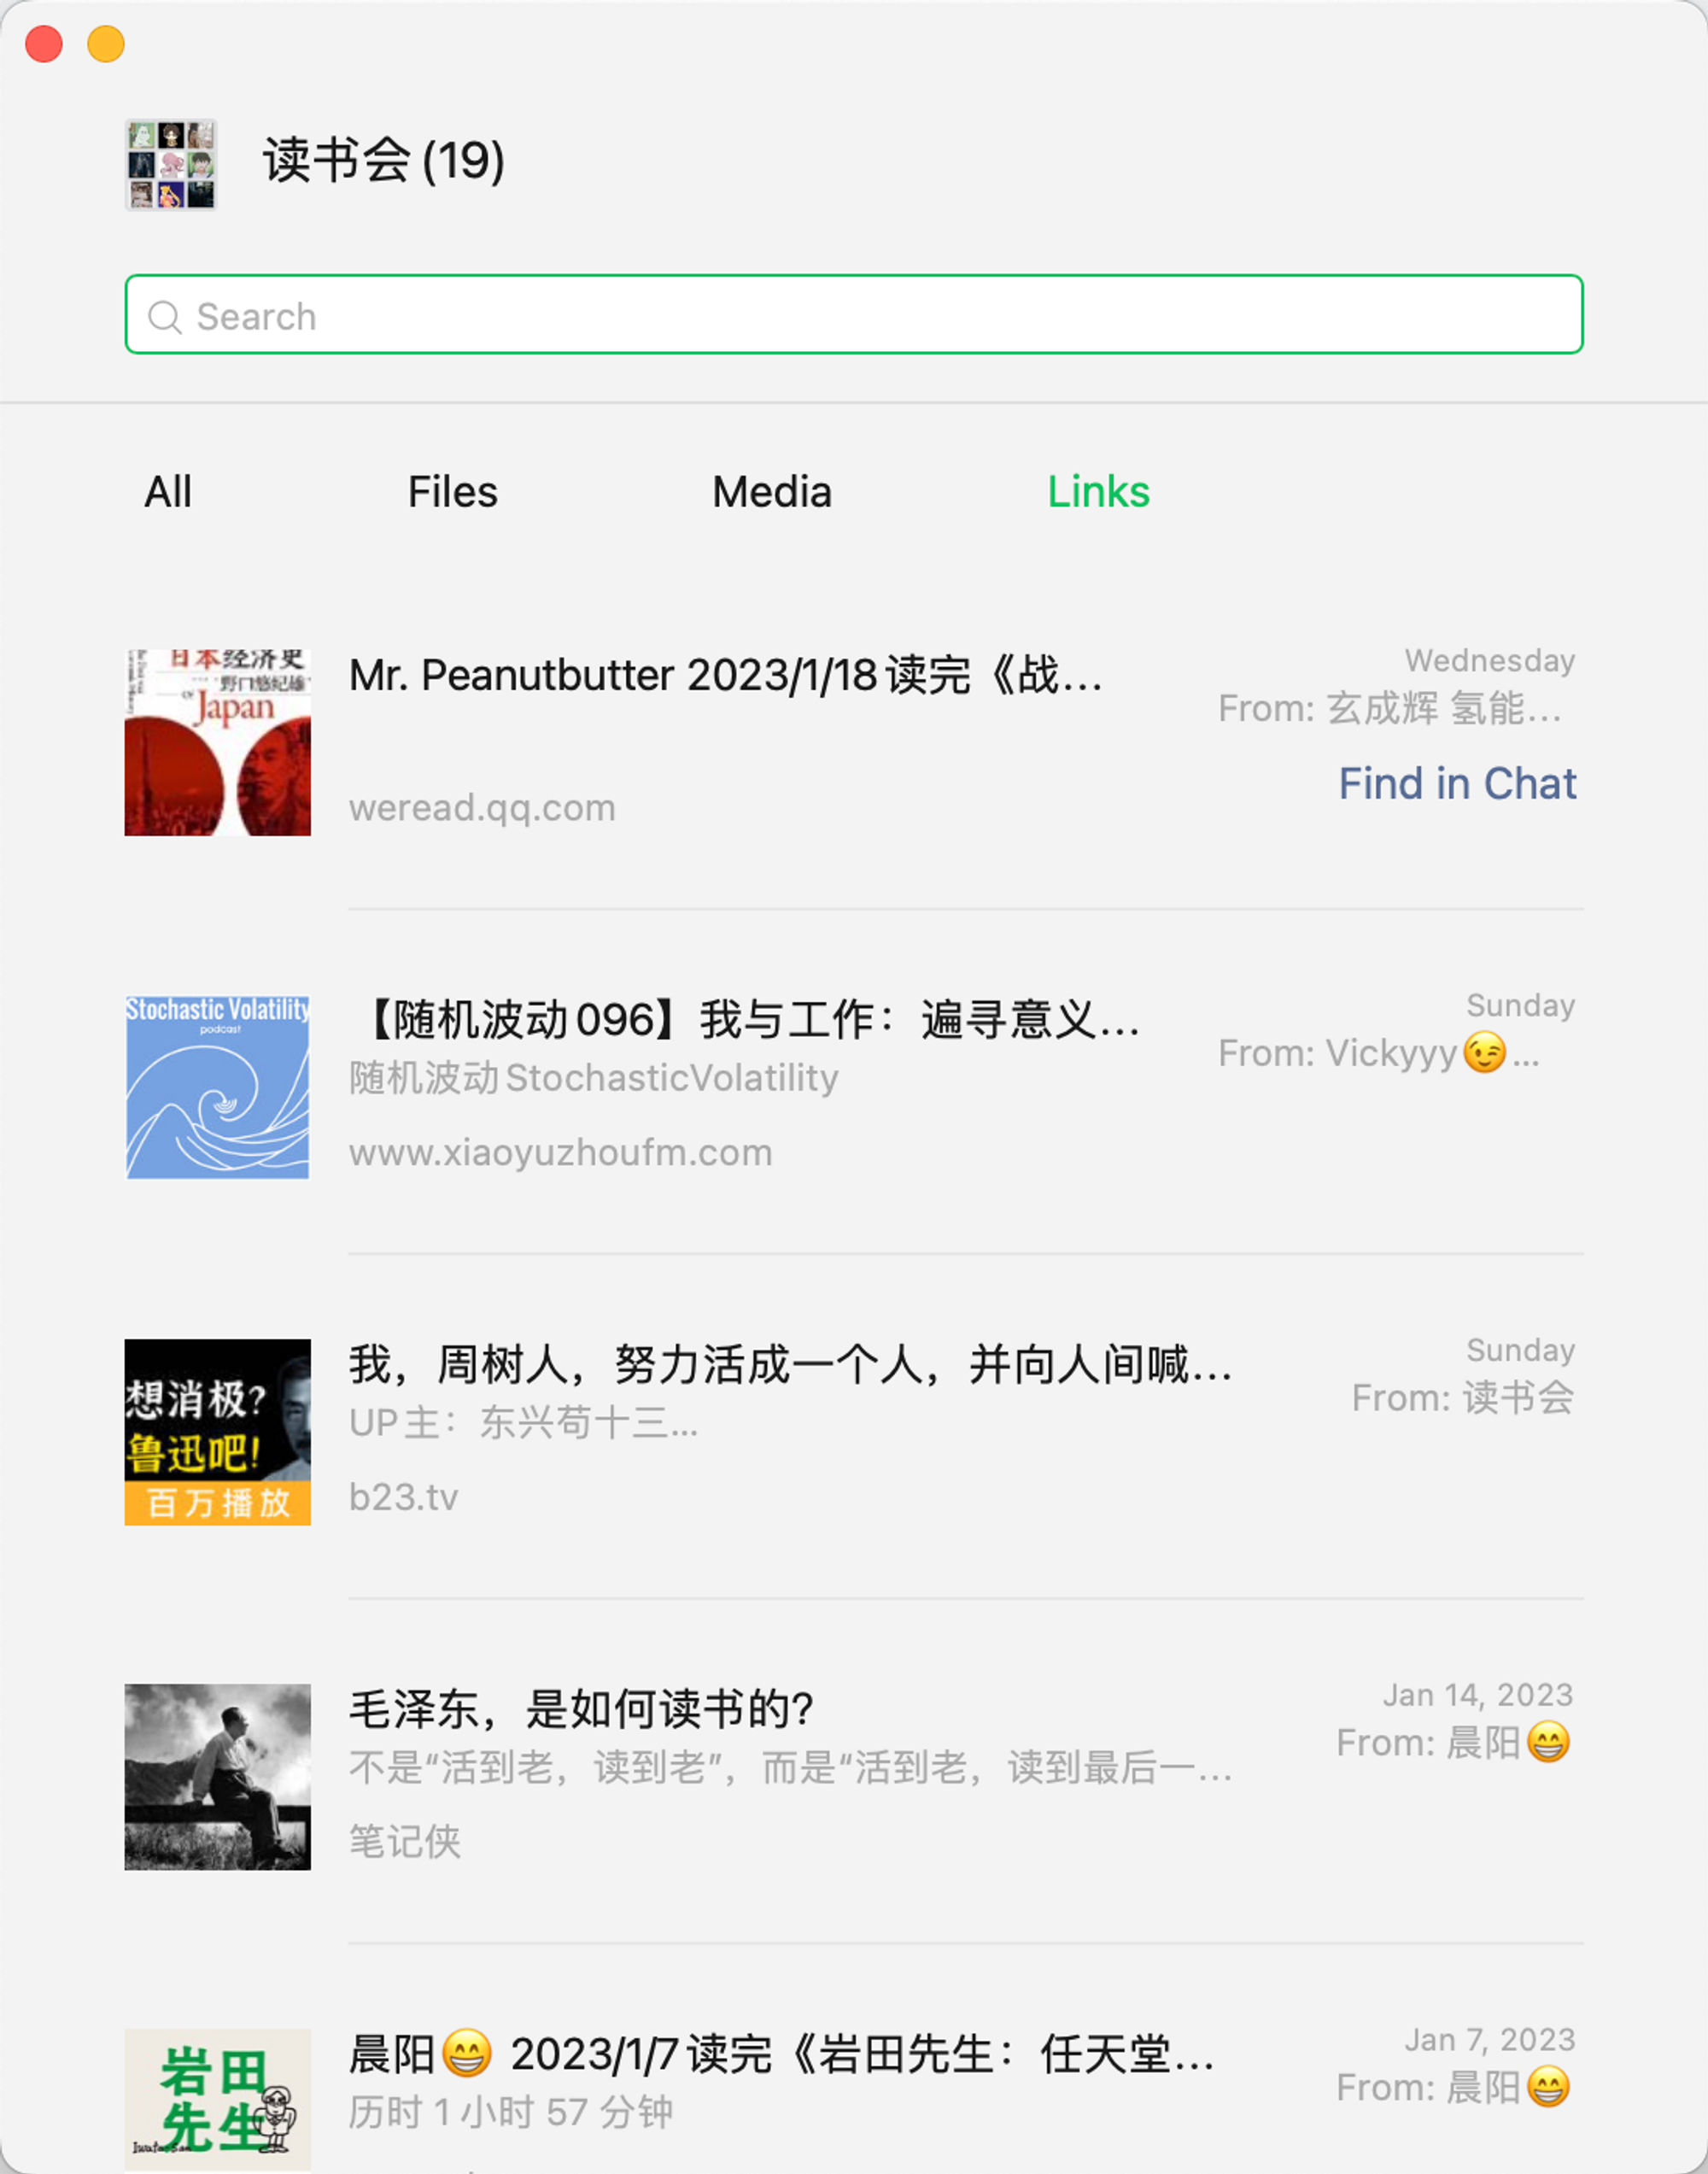 读书会(19)
Search
All Files Media Links
日本经济史
野口悠纪雄
OF
Japan
Mr. Peanutbutter 2023/1/18读完《战...
weread.qq.com
Wednesday
From: 玄成辉 氢能...
Find in Chat
Stochastic Volatility
podcast
【随机波动096】我与工作：遍寻意义...
随机波动StochasticVolatility
www.xiaoyuzhoufm.com
Sunday
From: Vickyyy😉...
想消极?
鲁迅吧!
百万播放
我，周树人，努力活成一个人，并向人间喊...
UP主：东兴苟十三...
b23.tv
Sunday
From: 读书会
毛泽东，是如何读书的?
不是“活到老，读到老”，而是“活到老，读到最后一...
笔记侠
Jan 14, 2023
From: 晨阳😁
岩田
先生
晨阳😁 2023/1/7读完《岩田先生：任天堂...
历时 1 小时 57 分钟
Jan 7, 2023
From: 晨阳😁